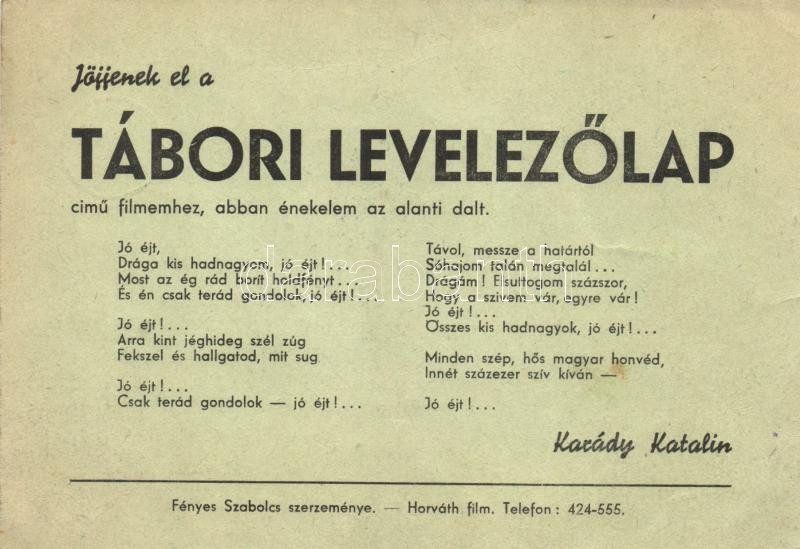 Jöjjenek el a
TÁBORI LEVELEZŐLAP
című filmemhez, abban énekelem az alanti dalt.
Jó éjt,
Drága kis hadnagyom, jó éjt!...
Most az ég rád borít holdfényt...
És én csak terád gondolok, jó éjt!...
Jó éjt!...
Arra kint jéghideg szél zúg
Fekszel és hallgatod, mit sug
Jó éjt!...
Csak terád gondolok — jó éjt!...
Távol, messze a határtól
Sóhajom talán megtalál...
Drágám! Elsuttogom százszor,
Hogy a szivem vár, egyre vár!
Jó éjt!...
Összes kis hadnagyok, jó éjt!...
Minden szép, hős magyar honvéd,
Innét százezer szív kíván —
Jó éjt!...
Karády Katalin
Fényes Szabolcs szerzeménye. — Horváth film. Telefon: 424-555.
darabanth